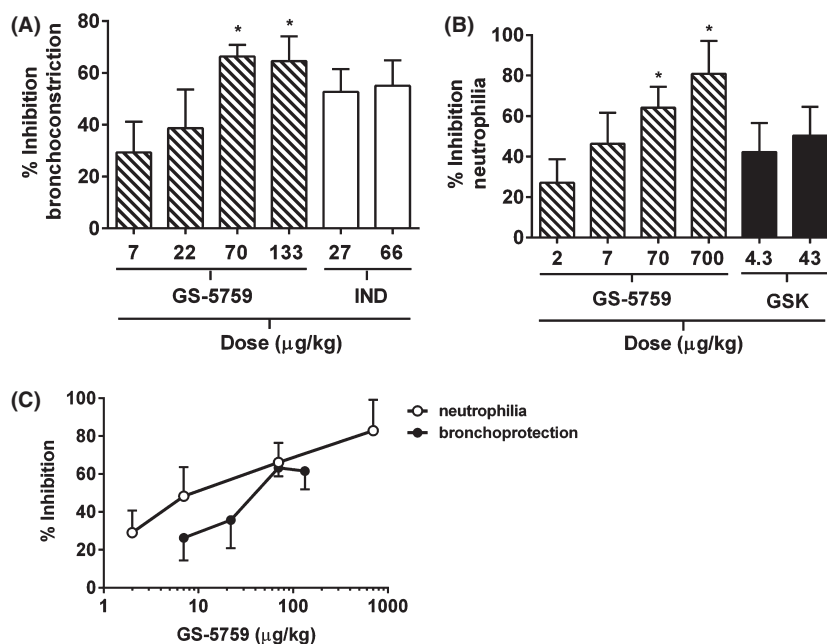 (A)
% Inhibition
bronchoconstriction
80
60
40
20
0
* *
7 22 70 133 27 66
GS-5759 IND
Dose (μg/kg)
(B)
% Inhibition
neutrophilia
100
80
60
40
20
0
* *
2 7 70 700 4.3 43
GS-5759 GSK
Dose (μg/kg)
(C)
% Inhibition
100
80
60
40
20
0
1 10 100 1000
GS-5759 (μg/kg)
neutrophilia
bronchoprotection